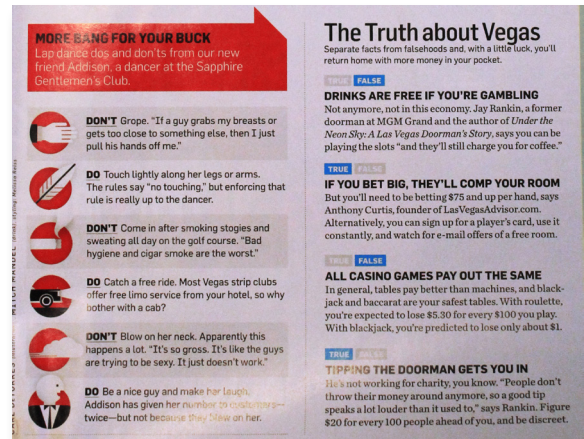 MORE BANG FOR YOUR BUCK
Lap dance dos and don'ts from our new
friend Addison, a dancer at the Sapphire
Gentlemen's Club.
DON'T Grope. "If a guy grabs my breasts or
gets too close to something else, then I just
pull his hands off me."
DO Touch lightly along her legs or arms.
The rules say "no touching," but enforcing that
rule is really up to the dancer.
DON'T Come in after smoking stogies and
sweating all day on the golf course. "Bad
hygiene and cigar smoke are the worst."
DO Catch a free ride. Most Vegas strip clubs
offer free limo service from your hotel, so why
bother with a cab?
DON'T Blow on her neck. Apparently this
happens a lot. "It's so gross. It's like the guys
are trying to be sexy. It just doesn't work."
DO Be a nice guy and make her laugh.
Addison has given her number to customers—
twice—but not because they blew on her.
The Truth about Vegas
Separate facts from falsehoods and, with a little luck, you'll
return home with more money in your pocket.
TRUE FALSE
DRINKS ARE FREE IF YOU'RE GAMBLING
Not anymore, not in this economy. Jay Rankin, a former
doorman at MGM Grand and the author of Under the
Neon Sky: A Las Vegas Doorman's Story, says you can be
playing the slots "and they'll still charge you for coffee."
TRUE FALSE
IF YOU BET BIG, THEY'LL COMP YOUR ROOM
But you'll need to be betting $75 and up per hand, says
Anthony Curtis, founder of LasVegasAdvisor.com.
Alternatively, you can sign up for a player's card, use it
constantly, and watch for e-mail offers of a free room.
TRUE FALSE
ALL CASINO GAMES PAY OUT THE SAME
In general, tables pay better than machines, and black-
jack and baccarat are your safest tables. With roulette,
you're expected to lose $5.30 for every $100 you play.
With blackjack, you're predicted to lose only about $1.
TRUE FALSE
TIPPING THE DOORMAN GETS YOU IN
He's not working for charity, you know. "People don't
throw their money around anymore, so a good tip
speaks a lot louder than it used to," says Rankin. Figure
$20 for every 100 people ahead of you, and be discreet.